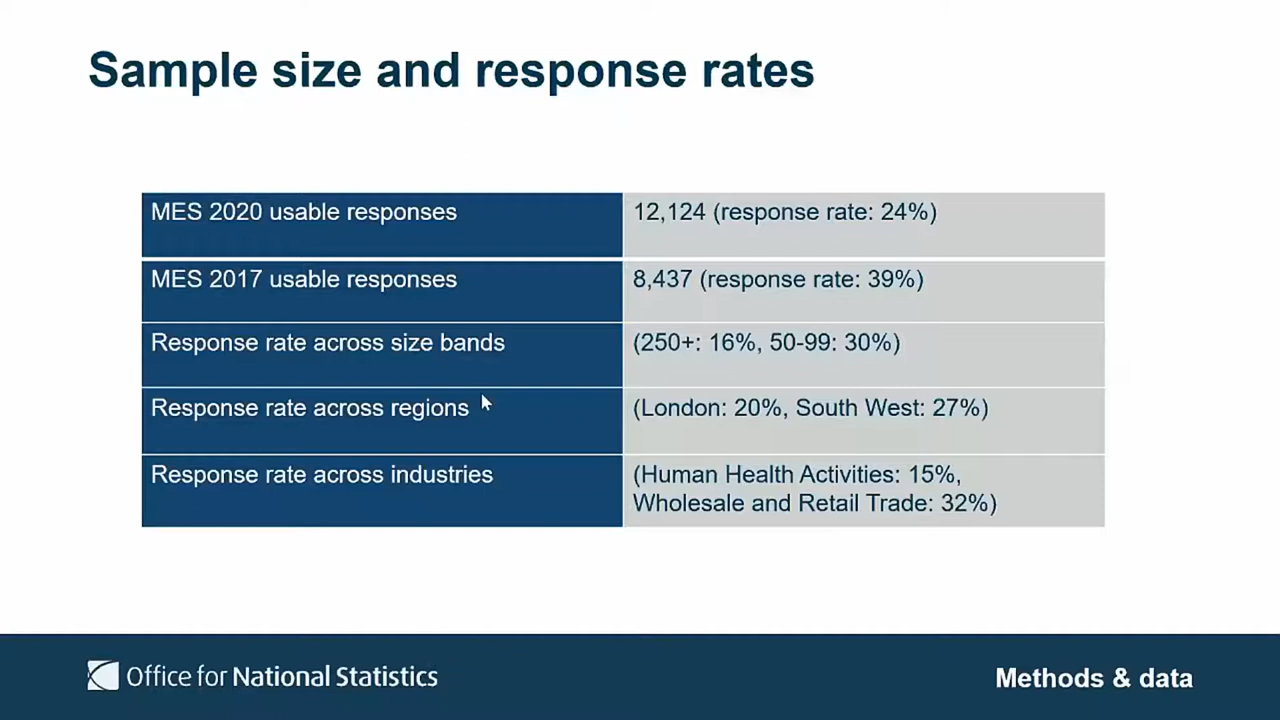 Sample size and response rates
MES 2020 usable responses
12,124 (response rate: 24%)
MES 2017 usable responses
8,437 (response rate: 39%)
Response rate across size bands
(250+: 16%, 50-99: 30%)
Response rate across regions
(London: 20%, South West: 27%)
Response rate across industries
(Human Health Activities: 15%,
Wholesale and Retail Trade: 32%)
Office for National Statistics
Methods & data